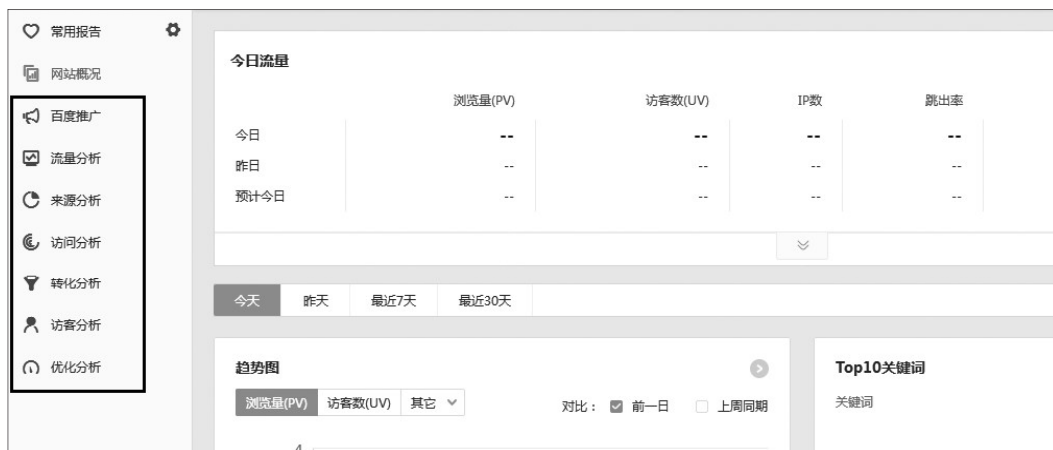 常用报告
网站概况
百度推广
流量分析
来源分析
访问分析
转化分析
访客分析
优化分析
今日流量
浏览量(PV) 访客数(UV) IP数 跳出率
今日 -- -- -- --
昨日 -- -- -- --
预计今日 -- -- -- --
今天 昨天 最近7天 最近30天
趋势图
浏览量(PV) 访客数(UV) 其它 对比： 前一日 上周同期
4
Top10关键词
关键词